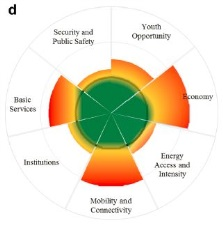 d
Youth
Opportunity
Security and
Public Safety
Economy
Basic
Services
Energy
Access and
Intensity
Institutions
Mobility and
Connectivity